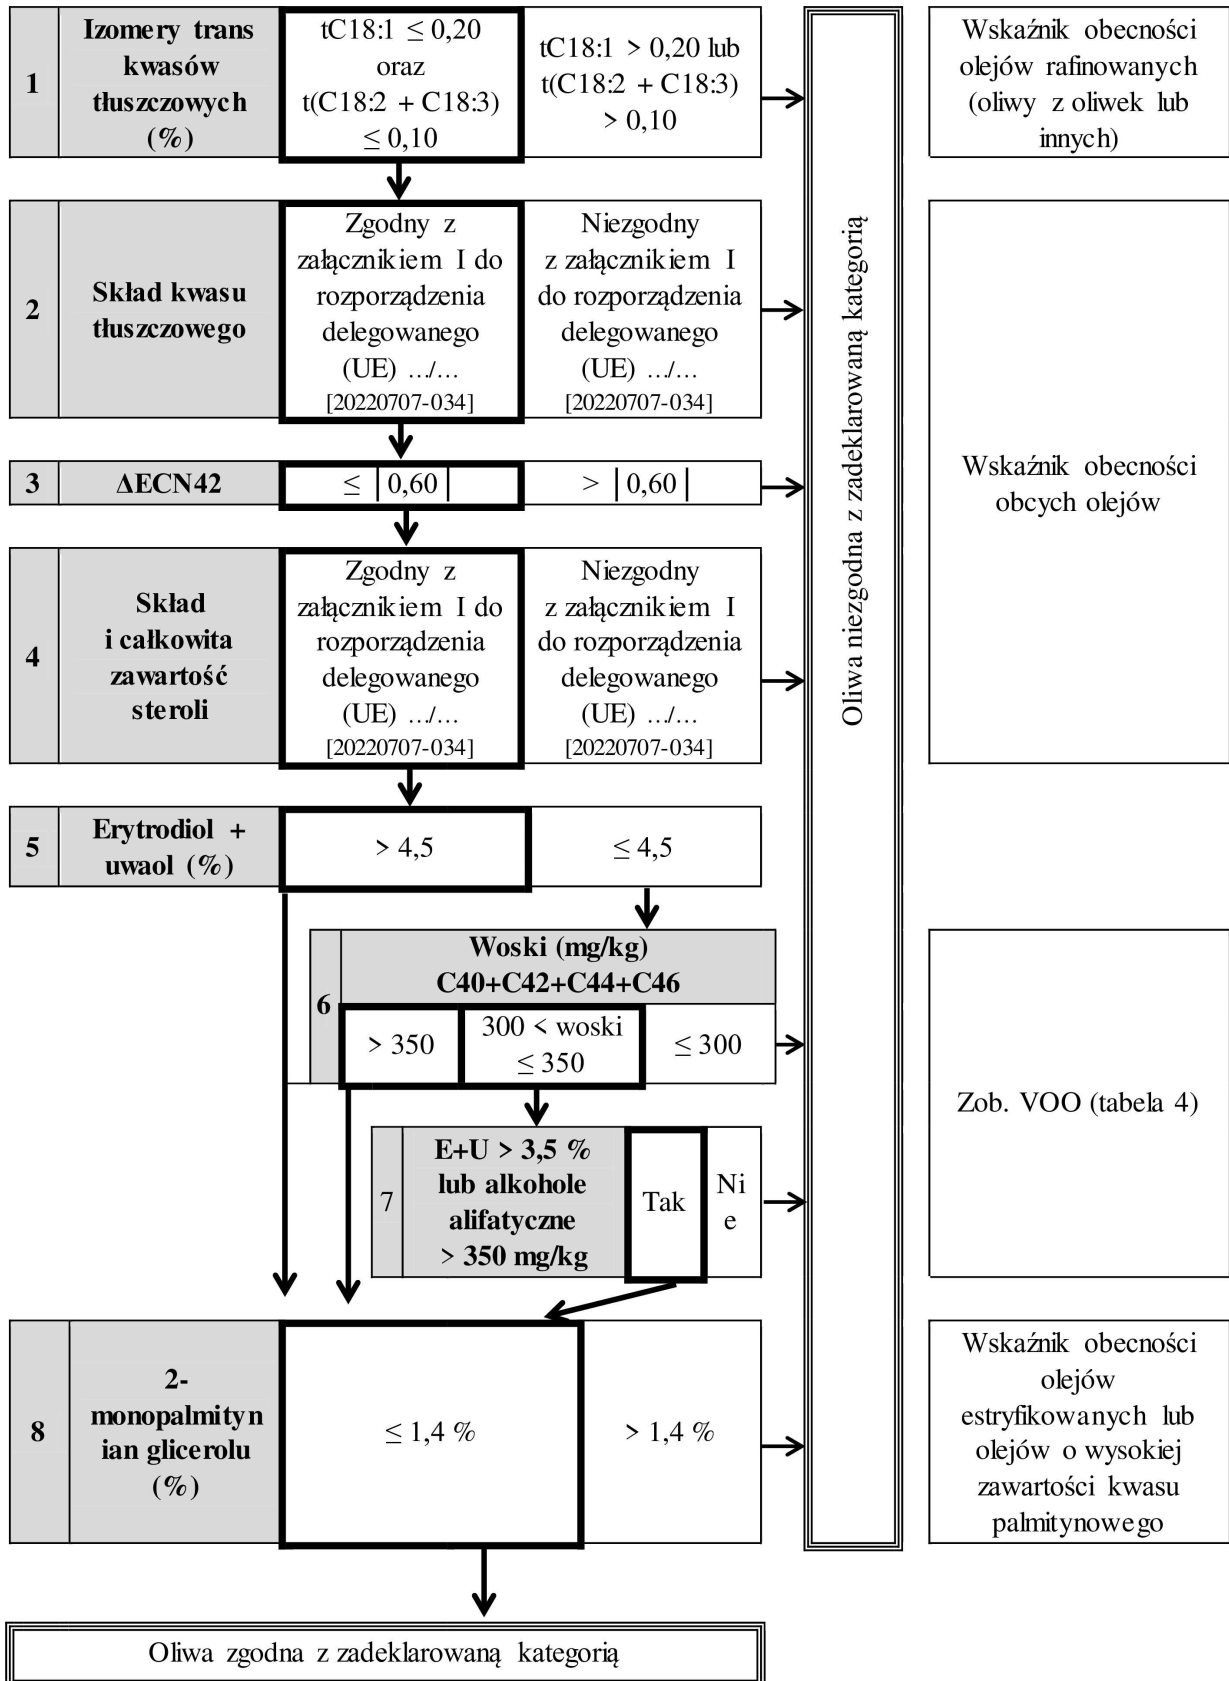 1
Izomery trans
kwasów
tłuszczowych
(%)
tC18:1 ≤ 0,20
oraz
t(C18:2 + C18:3)
≤ 0,10
tC18:1 > 0,20 lub
t(C18:2 + C18:3)
> 0,10
Wskaźnik obecności
olejów rafinowanych
(oliwy z oliwek lub
innych)
Oliwa niezgodna z zadeklarowaną kategorią
2
Skład kwasu
tłuszczowego
Zgodny z
załącznikiem I do
rozporządzenia
delegowanego
(UE) .../...
[20220707-034]
Niezgodny
z załącznikiem I
do rozporządzenia
delegowanego
(UE) .../...
[20220707-034]
Wskaźnik obecności
obcych olejów
3
ΔECN42
≤ |0,60|
> |0,60|
4
Skład
i całkowita
zawartość
steroli
Zgodny z
załącznikiem I do
rozporządzenia
delegowanego
(UE) .../...
[20220707-034]
Niezgodny
z załącznikiem I
do rozporządzenia
delegowanego
(UE) .../...
[20220707-034]
5
Erytrodiol +
uwaol (%)
> 4,5
≤ 4,5
6
Woski (mg/kg)
C40+C42+C44+C46
> 350
300 < woski
≤ 350
≤ 300
Zob. VOO (tabela 4)
7
E+U > 3,5 %
lub alkohole
alifatyczne
> 350 mg/kg
Tak
Ni
e
8
2-
monopalmityn
ian glicerolu
(%)
≤ 1,4 %
> 1,4 %
Wskaźnik obecności
olejów
estryfikowanych lub
olejów o wysokiej
zawartości kwasu
palmitynowego
Oliwa zgodna z zadeklarowaną kategorią